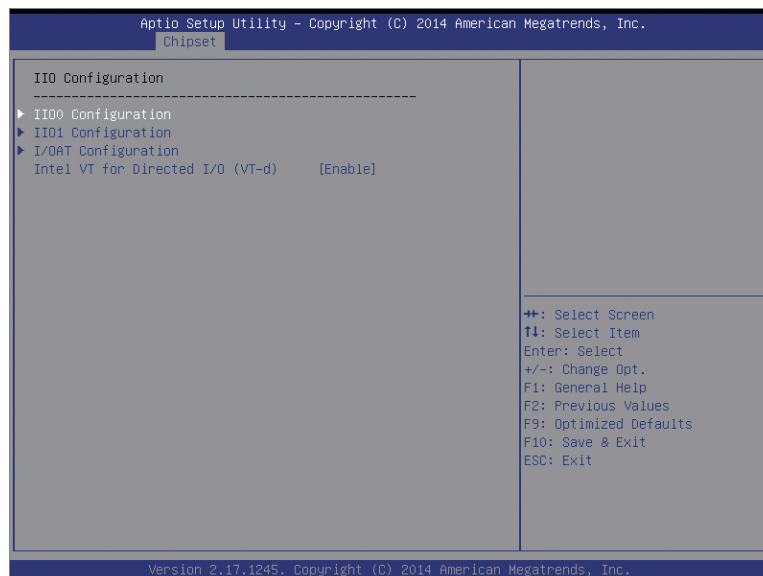 Aptio Setup Utility – Copyright (C) 2014 American Megatrends, Inc.
Chipset
IIO Configuration
--------------------------------------------------
IIO0 Configuration
IIO1 Configuration
I/OAT Configuration
Intel VT for Directed I/O (VT-d) [Enable]
→←: Select Screen
↑↓: Select Item
Enter: Select
+/-: Change Opt.
F1: General Help
F2: Previous Values
F9: Optimized Defaults
F10: Save & Exit
ESC: Exit
Version 2.17.1245. Copyright (C) 2014 American Megatrends, Inc.